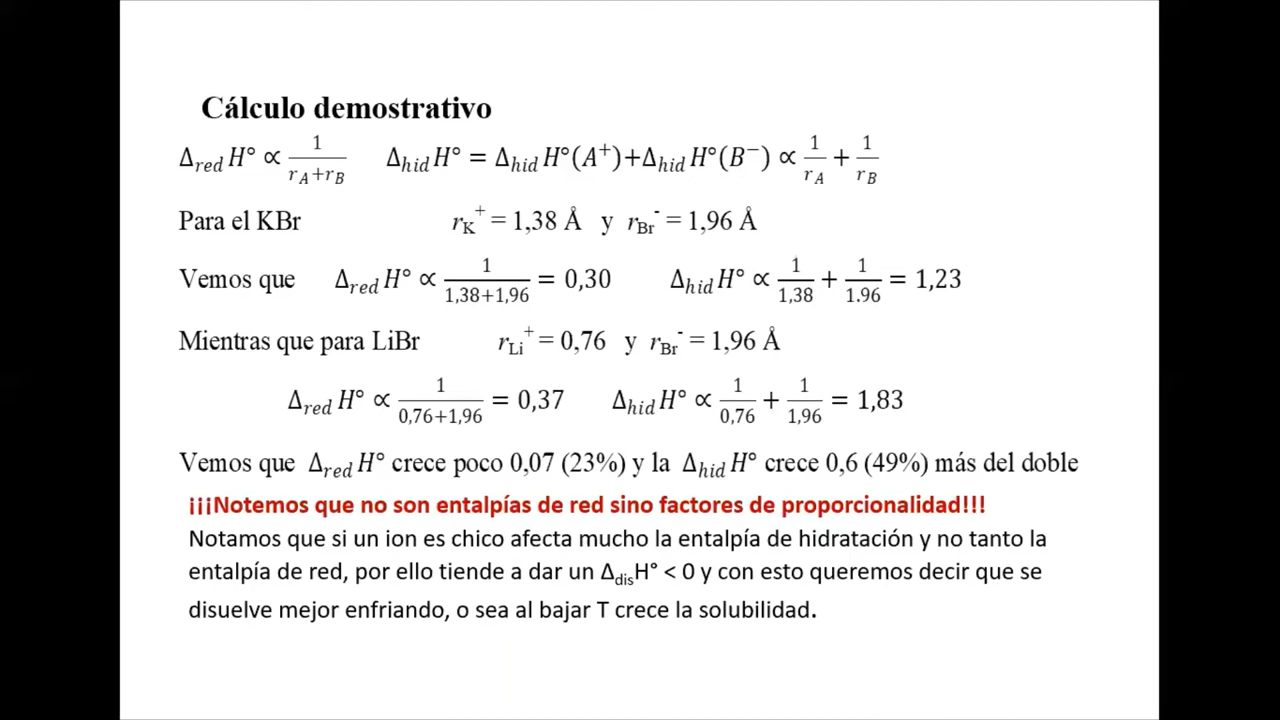 Cálculo demostrativo
Δ_red H° ∝ 1/(r_A+r_B) Δ_hid H° = Δ_hid H°(A⁺)+Δ_hid H°(B⁻) ∝ 1/r_A + 1/r_B
Para el KBr r_K⁺ = 1,38 Å y r_Br⁻ = 1,96 Å
Vemos que Δ_red H° ∝ 1/(1,38+1,96) = 0,30 Δ_hid H° ∝ 1/1,38 + 1/1.96 = 1,23
Mientras que para LiBr r_Li⁺ = 0,76 y r_Br⁻ = 1,96 Å
Δ_red H° ∝ 1/(0,76+1,96) = 0,37 Δ_hid H° ∝ 1/0,76 + 1/1,96 = 1,83
Vemos que Δ_red H° crece poco 0,07 (23%) y la Δ_hid H° crece 0,6 (49%) más del doble
¡¡¡Notemos que no son entalpías de red sino factores de proporcionalidad!!!
Notamos que si un ion es chico afecta mucho la entalpía de hidratación y no tanto la
entalpía de red, por ello tiende a dar un Δ_dis H° < 0 y con esto queremos decir que se
disuelve mejor enfriando, o sea al bajar T crece la solubilidad.